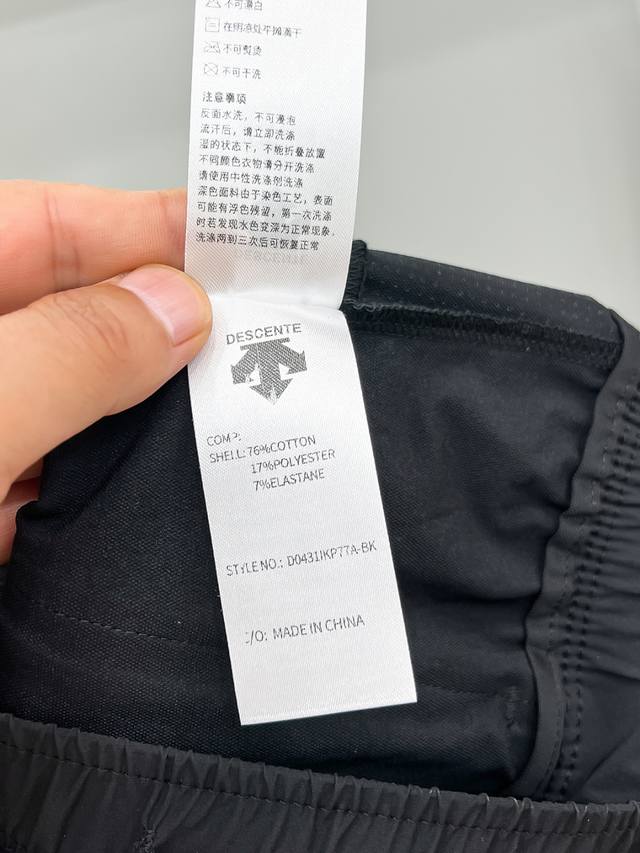 不可漂白
在阴凉处平摊滴干
不可熨烫
不可干洗
注意事项
反面水洗，不可浸泡
流汗后，请立即洗涤
湿的状态下，不能折叠放置
不同颜色衣物请分开洗涤
请使用中性洗涤剂洗涤
深色面料由于染色工艺，表面
可能有浮色残留，第一次洗涤
时若发现水色变深为正常现象，
洗涤两到三次后可恢复正常
DESCENTE
COMP:
SHELL:76%COTTON
17%POLYESTER
7%ELASTANE
STYLE NO.: D0431IKP77A-BK
C/O: MADE IN CHINA